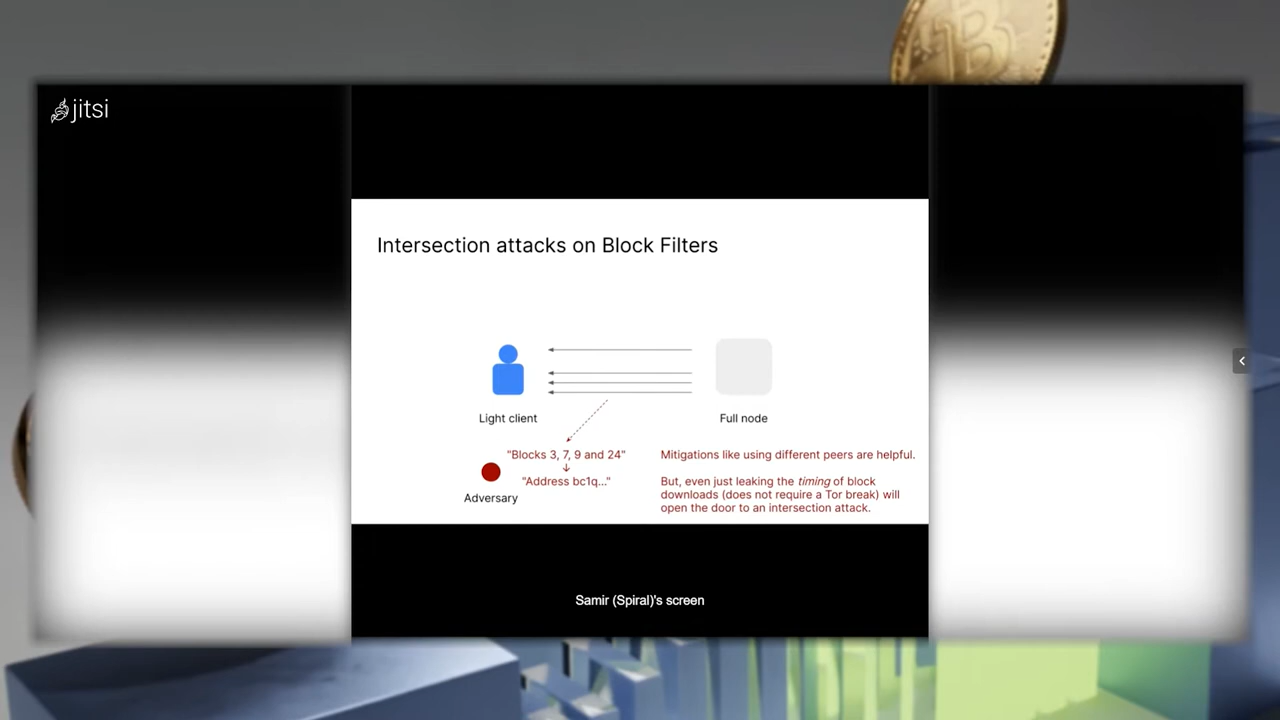 jitsi
Intersection attacks on Block Filters
Light client
Full node
"Blocks 3, 7, 9 and 24"
"Address bc1q..."
Adversary
Mitigations like using different peers are helpful.
But, even just leaking the timing of block
downloads (does not require a Tor break) will
open the door to an intersection attack.
Samir (Spiral)'s screen